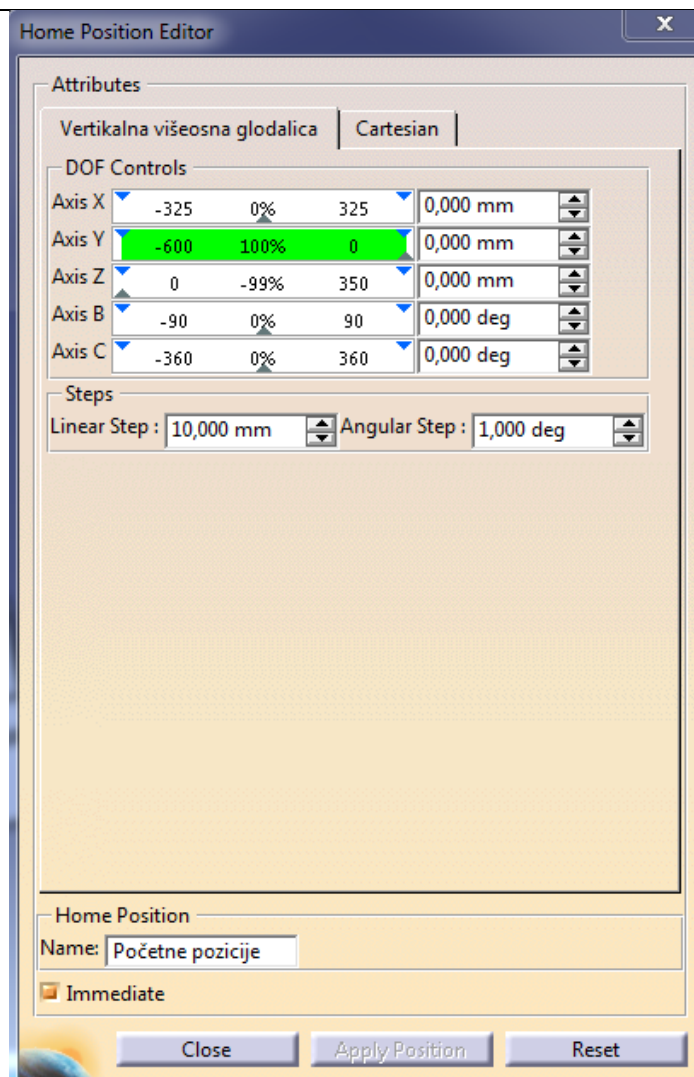 Home Position Editor
x
Attributes
Vertikalna višeosna glodalica Cartesian
DOF Controls
Axis X -325 0% 325 0,000 mm
Axis Y -600 100% 0 0,000 mm
Axis Z 0 -99% 350 0,000 mm
Axis B -90 0% 90 0,000 deg
Axis C -360 0% 360 0,000 deg
Steps
Linear Step : 10,000 mm Angular Step : 1,000 deg
Home Position
Name: Početne pozicije
Immediate
Close Apply Position Reset